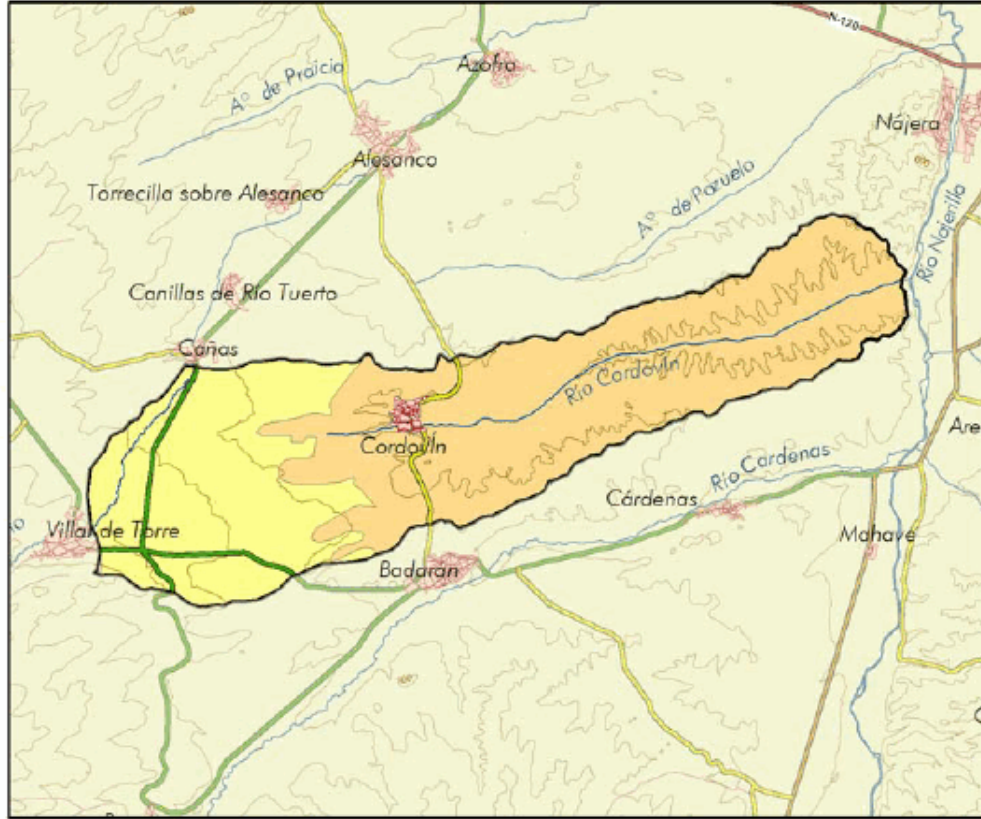 N-120
Azofra
Aº de Praicia
Nájera
Alesanco
Torrecilla sobre Alesanco
Aº de Pozuelo
Río Najerilla
Canillas de Río Tuerto
Cañas
Río Cordovín
Cordovín
Are
Río Cardenas
Cárdenas
Villar de Torre
Mahave
Badarán